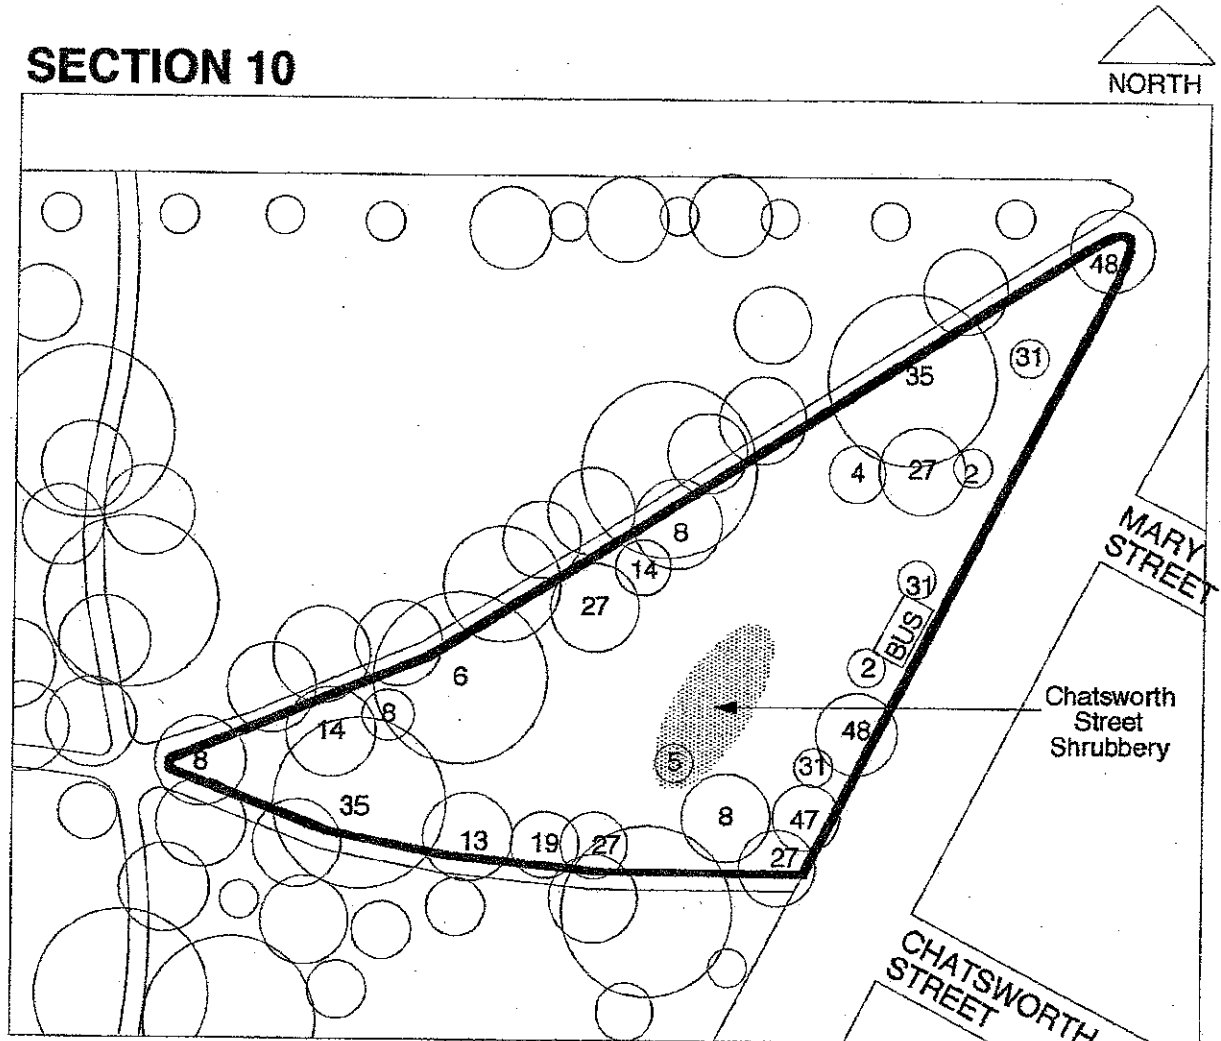 SECTION 10
NORTH
48
31
35
4
27
2
8
MARY
STREET
14
31
27
BUS
2
6
Chatsworth
Street
Shrubbery
8
14
48
8
5
31
35
8
47
13
19
27
27
CHATSWORTH
STREET